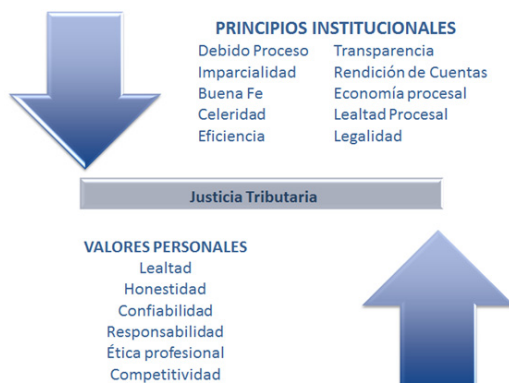 PRINCIPIOS INSTITUCIONALES
Debido Proceso Transparencia
Imparcialidad Rendición de Cuentas
Buena Fe Economía procesal
Celeridad Lealtad Procesal
Eficiencia Legalidad
Justicia Tributaria
VALORES PERSONALES
Lealtad
Honestidad
Confiabilidad
Responsabilidad
Ética profesional
Competitividad